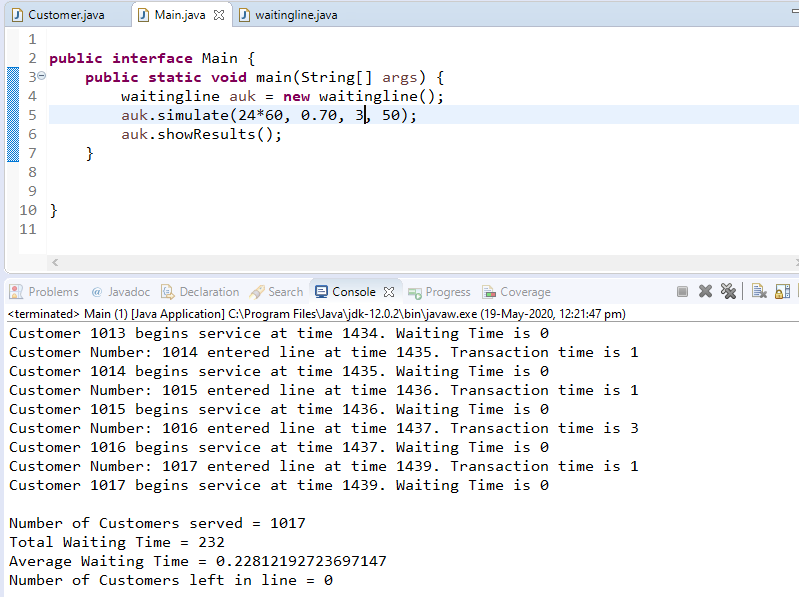 Customer.java Main.java waitingline.java
1
2 public interface Main {
3 public static void main(String[] args) {
4 waitingline auk = new waitingline();
5 auk.simulate(24*60, 0.70, 3, 50);
6 auk.showResults();
7 }
8
9
10 }
11
Problems @ Javadoc Declaration Search Console Progress Coverage
<terminated> Main (1) [Java Application] C:\Program Files\Java\jdk-12.0.2\bin\javaw.exe (19-May-2020, 12:21:47 pm)
Customer 1013 begins service at time 1434. Waiting Time is 0
Customer Number: 1014 entered line at time 1435. Transaction time is 1
Customer 1014 begins service at time 1435. Waiting Time is 0
Customer Number: 1015 entered line at time 1436. Transaction time is 1
Customer 1015 begins service at time 1436. Waiting Time is 0
Customer Number: 1016 entered line at time 1437. Transaction time is 3
Customer 1016 begins service at time 1437. Waiting Time is 0
Customer Number: 1017 entered line at time 1439. Transaction time is 1
Customer 1017 begins service at time 1439. Waiting Time is 0
Number of Customers served = 1017
Total Waiting Time = 232
Average Waiting Time = 0.22812192723697147
Number of Customers left in line = 0